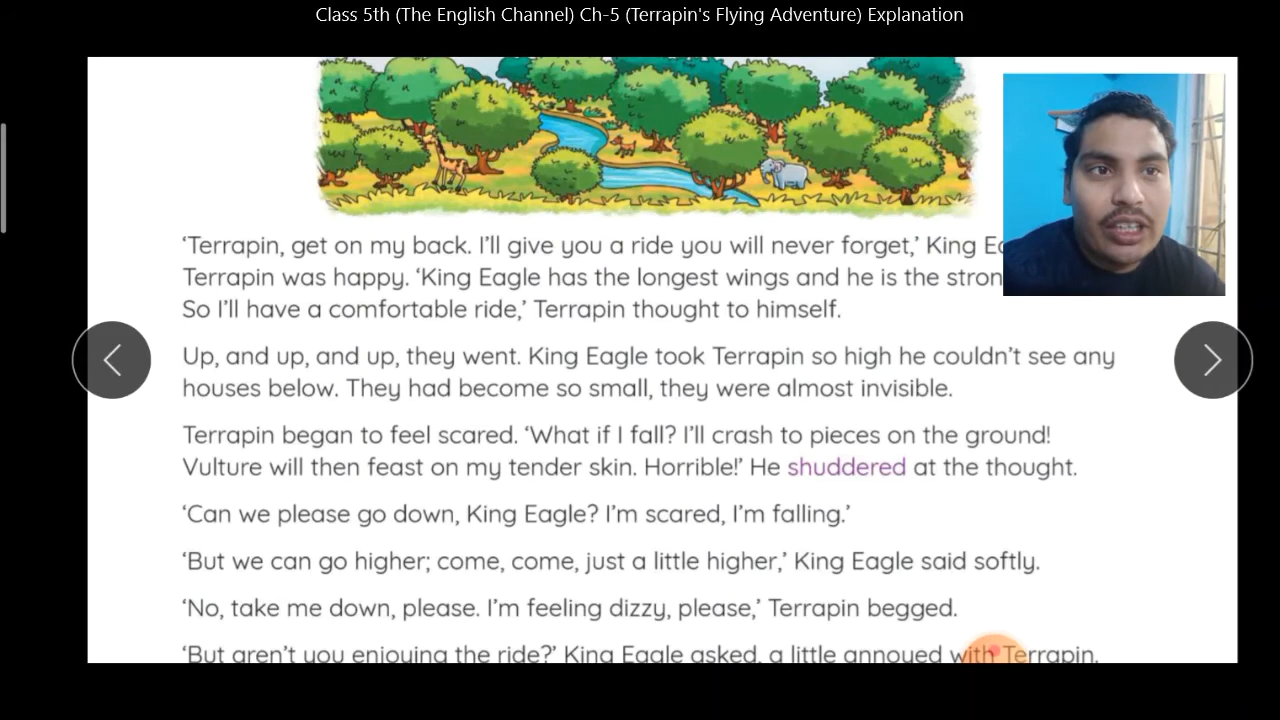 Class 5th (The English Channel) Ch-5 (Terrapin's Flying Adventure) Explanation
‘Terrapin, get on my back. I’ll give you a ride you will never forget,’ King
Terrapin was happy. ‘King Eagle has the longest wings and he is the
So I’ll have a comfortable ride,’ Terrapin thought to himself.
Up, and up, and up, they went. King Eagle took Terrapin so high he couldn’t see any
houses below. They had become so small, they were almost invisible.
Terrapin began to feel scared. ‘What if I fall? I’ll crash to pieces on the ground!
Vulture will then feast on my tender skin. Horrible!’ He shuddered at the thought.
‘Can we please go down, King Eagle? I’m scared, I’m falling.’
‘But we can go higher; come, come, just a little higher,’ King Eagle said softly.
‘No, take me down, please. I’m feeling dizzy, please,’ Terrapin begged.
‘But aren’t you enjoying the ride?’ King Eagle asked, a little annoyed with Terrapin.